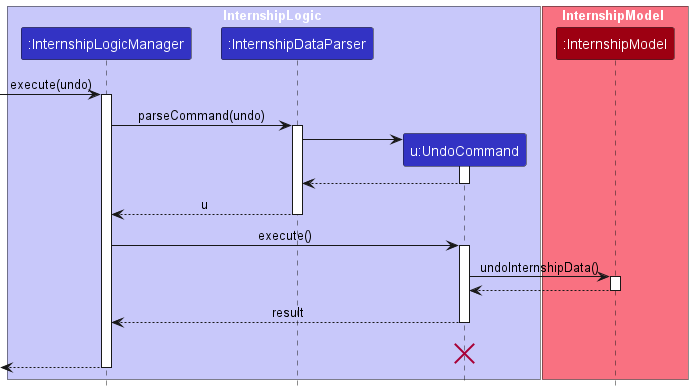 InternshipLogic
InternshipModel
:InternshipLogicManager
:InternshipDataParser
:InternshipModel
execute(undo)
parseCommand(undo)
u:UndoCommand
u
execute()
undoInternshipData()
result